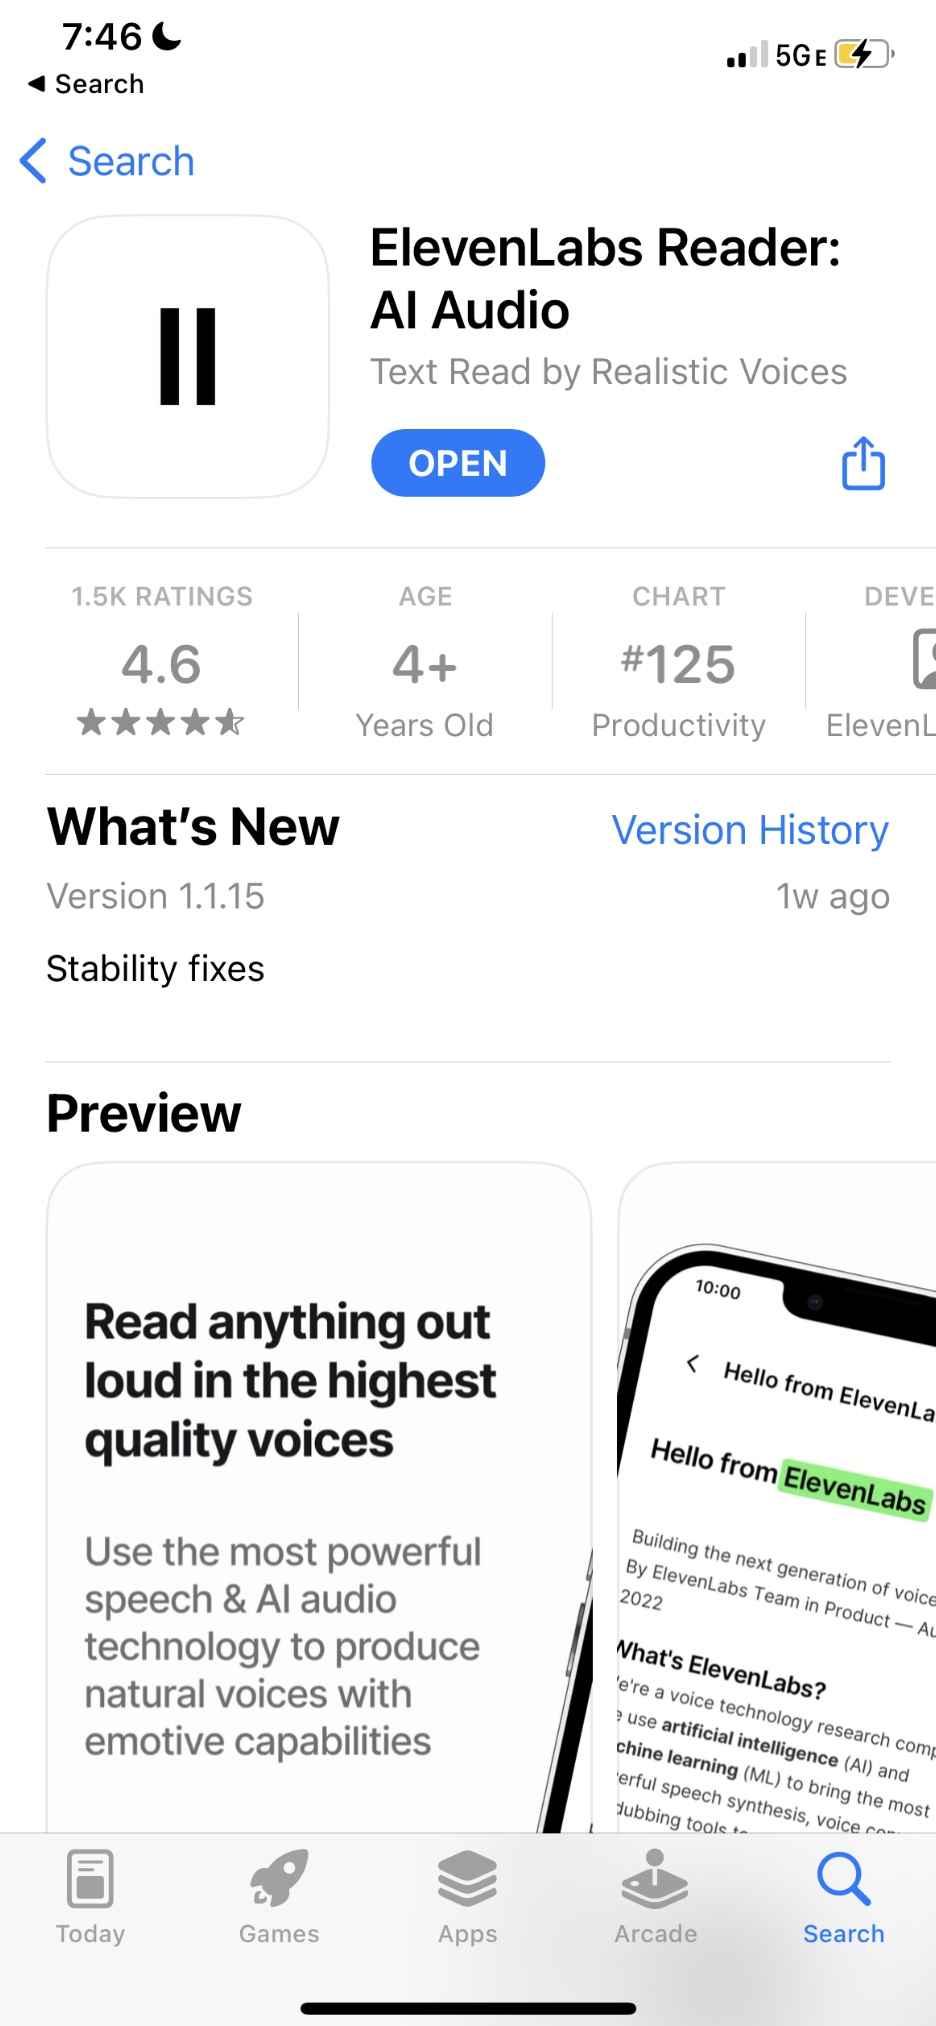 7:46
5GE
◀ Search
Search
ElevenLabs Reader:
AI Audio
Text Read by Realistic Voices
OPEN
1.5K RATINGS
4.6
AGE
4+
Years Old
CHART
#125
Productivity
DEVE
ElevenL
What's New
Version History
Version 1.1.15
1w ago
Stability fixes
Preview
Read anything out
loud in the highest
quality voices
Use the most powerful
speech & AI audio
technology to produce
natural voices with
emotive capabilities
10:00
Hello from ElevenLa
Hello from ElevenLabs
Building the next generation of voice
By ElevenLabs Team in Product — Au
2022
What's ElevenLabs?
e're a voice technology research comp
e use artificial intelligence (AI) and
chine learning (ML) to bring the most
erful speech synthesis, voice
dubbing tools
Today
Games
Apps
Arcade
Search